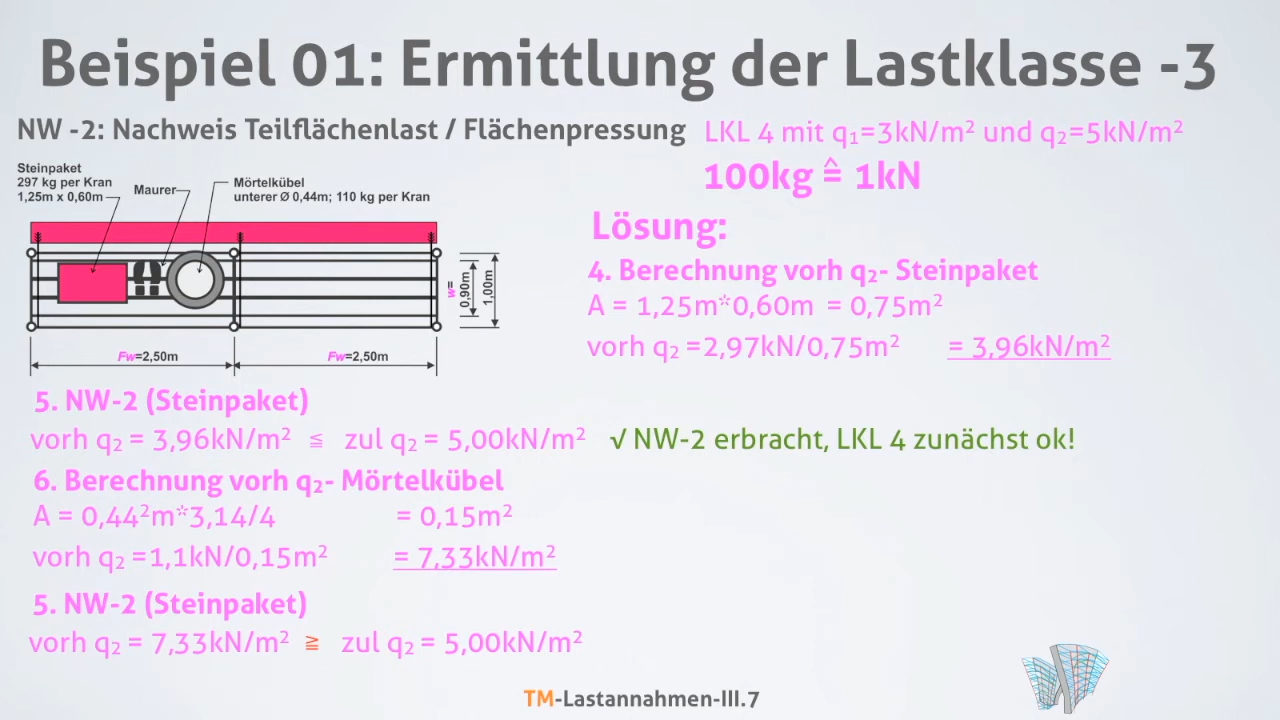 Beispiel 01: Ermittlung der Lastklasse -3
NW -2: Nachweis Teilflächenlast / Flächenpressung
LKL 4 mit q₁=3kN/m² und q₂=5kN/m²
100kg ≙ 1kN
Steinpaket
297 kg per Kran
1,25m x 0,60m
Maurer
Mörtelkübel
unterer Ø 0,44m; 110 kg per Kran
w=
0,90m
1,00m
Fw=2,50m
Fw=2,50m
Lösung:
4. Berechnung vorh q₂- Steinpaket
A = 1,25m*0,60m = 0,75m²
vorh q₂ =2,97kN/0,75m² = 3,96kN/m²
5. NW-2 (Steinpaket)
vorh q₂ = 3,96kN/m² ≦ zul q₂ = 5,00kN/m² √ NW-2 erbracht, LKL 4 zunächst ok!
6. Berechnung vorh q₂- Mörtelkübel
A = 0,44²m*3,14/4 = 0,15m²
vorh q₂ =1,1kN/0,15m² = 7,33kN/m²
5. NW-2 (Steinpaket)
vorh q₂ = 7,33kN/m² ≧ zul q₂ = 5,00kN/m²
TM-Lastannahmen-III.7